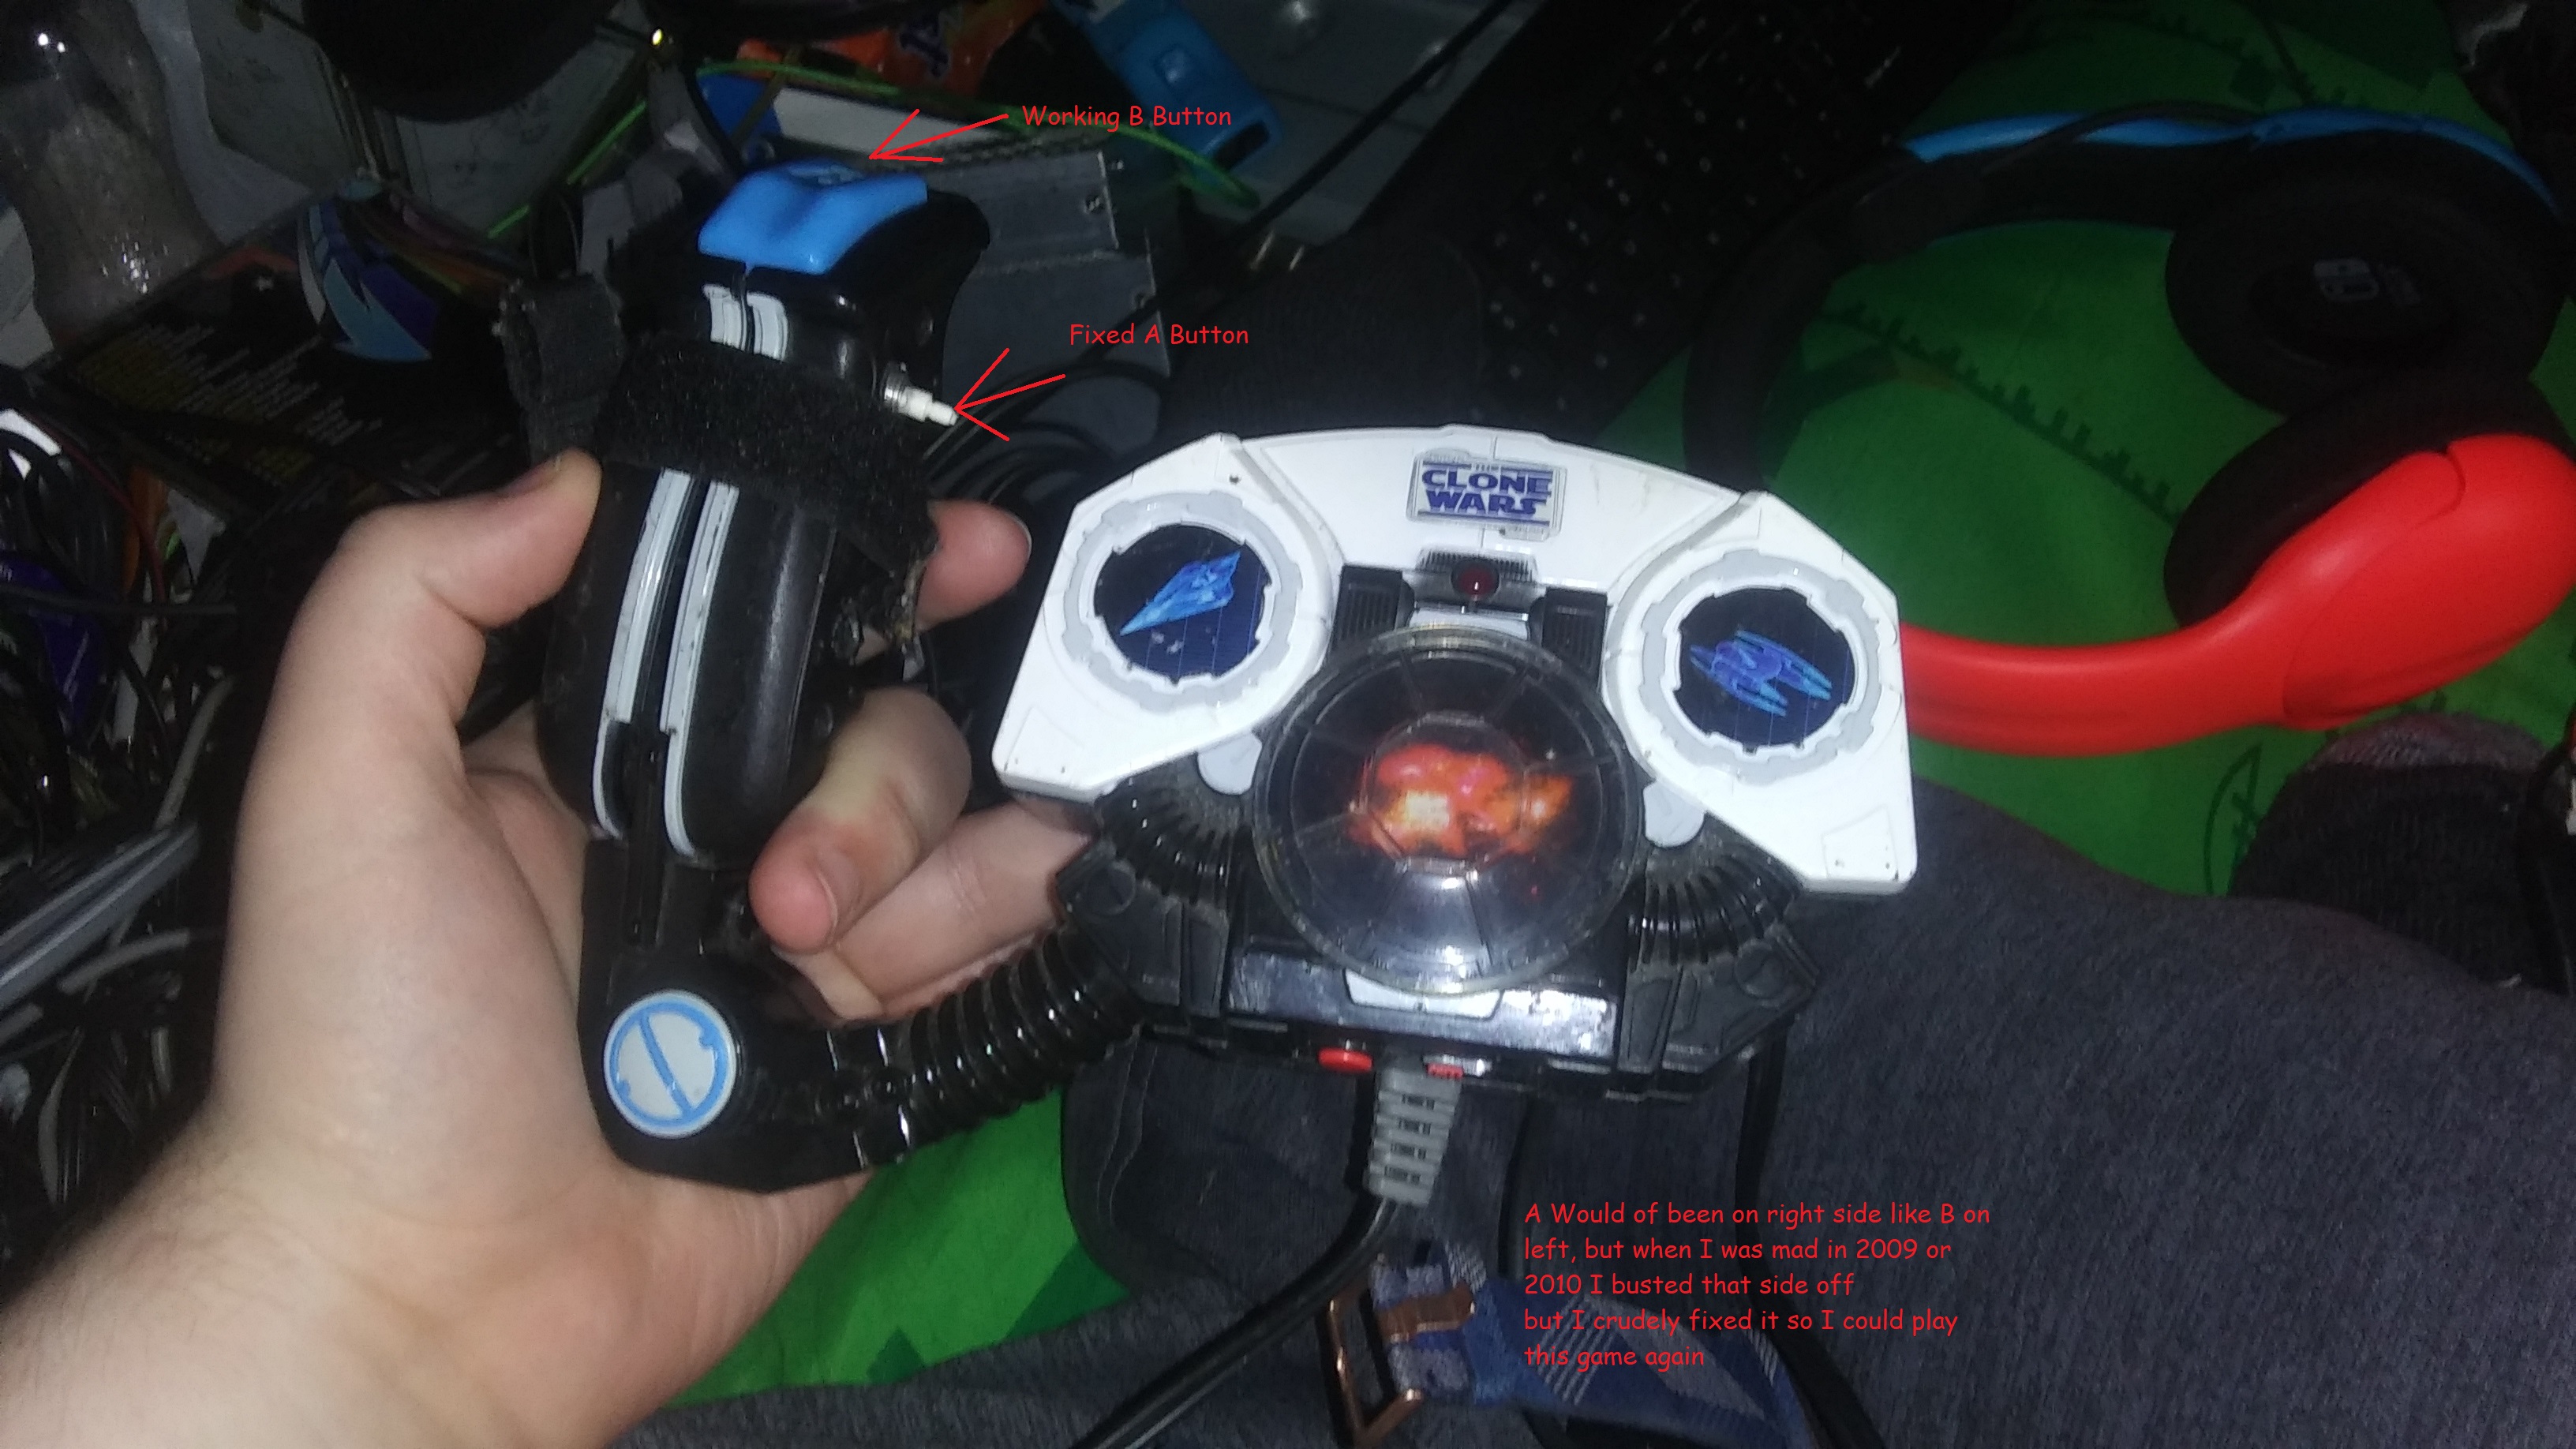 Working B Button
Fixed A Button
THE
CLONE
WARS
A Would of been on right side like B on
left, but when I was mad in 2009 or
2010 I busted that side off
but I crudely fixed it so I could play
this game again